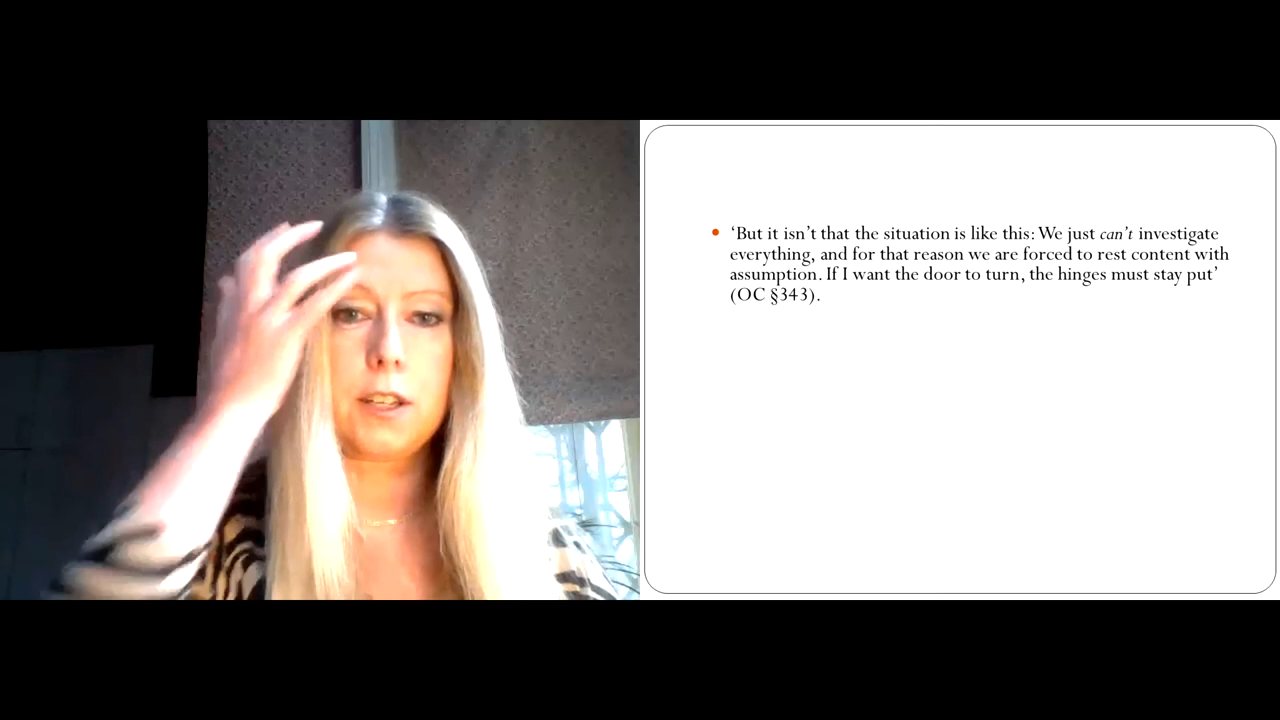 ‘But it isn’t that the situation is like this: We just can’t investigate
everything, and for that reason we are forced to rest content with
assumption. If I want the door to turn, the hinges must stay put’
(OC §343).